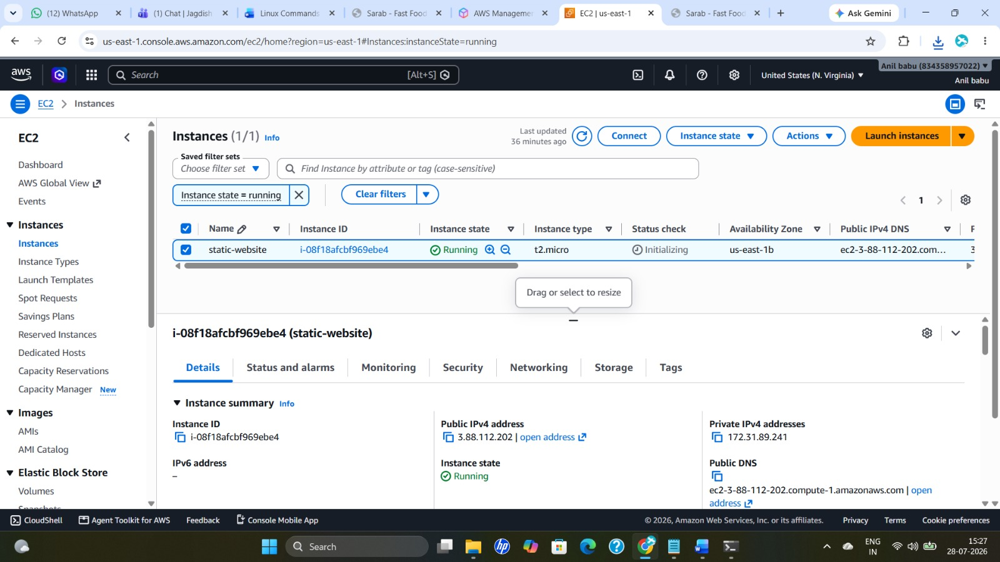 (12) WhatsApp
(1) Chat | Jagdish
Linux Commands
Sarab - Fast Food
AWS Managemen
EC2 | us-east-1
Sarab - Fast Food
Ask Gemini
us-east-1.console.aws.amazon.com/ec2/home?region=us-east-1#Instances:instanceState=running
aws
Search
[Alt+S]
United States (N. Virginia)
Anil babu (834358957022)
Anil babu
EC2 > Instances
EC2
Dashboard
AWS Global View
Events
Instances
Instances
Instance Types
Launch Templates
Spot Requests
Savings Plans
Reserved Instances
Dedicated Hosts
Capacity Reservations
Capacity Manager New
Images
AMIs
AMI Catalog
Elastic Block Store
Volumes
Snapshots
Instances (1/1) Info
Last updated
36 minutes ago
Connect
Instance state
Actions
Launch instances
Saved filter sets
Choose filter set
Find Instance by attribute or tag (case-sensitive)
Instance state = running
Clear filters
1
Name
Instance ID
Instance state
Instance type
Status check
Availability Zone
Public IPv4 DNS
static-website
i-08f18afcbf969ebe4
Running
t2.micro
Initializing
us-east-1b
ec2-3-88-112-202.com...
3
Drag or select to resize
i-08f18afcbf969ebe4 (static-website)
Details
Status and alarms
Monitoring
Security
Networking
Storage
Tags
Instance summary Info
Instance ID
i-08f18afcbf969ebe4
Public IPv4 address
3.88.112.202 | open address
Private IPv4 addresses
172.31.89.241
IPv6 address
–
Instance state
Running
Public DNS
ec2-3-88-112-202.compute-1.amazonaws.com | open
address
CloudShell
Agent Toolkit for AWS
Feedback
Console Mobile App
© 2026, Amazon Web Services, Inc. or its affiliates.
Privacy
Terms
Cookie preferences
Search
hp
ENG
IN
15:27
28-07-2026